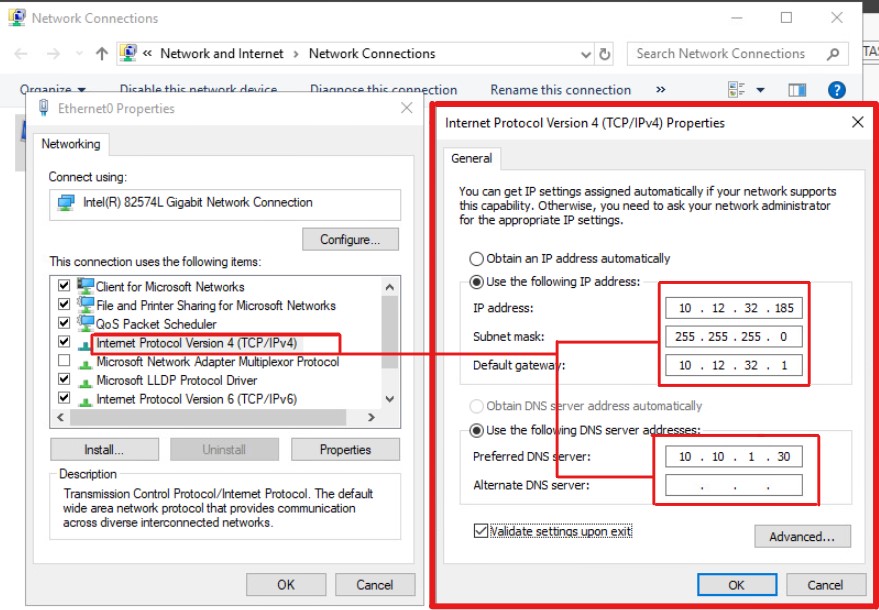 Network Connections
« Network and Internet › Network Connections
Search Network Connections
TAS
Organize
Disable this network device
Diagnose this connection
Rename this connection
»
?
Ethernet0 Properties
Networking
Connect using:
Intel(R) 82574L Gigabit Network Connection
Configure...
This connection uses the following items:
Client for Microsoft Networks
File and Printer Sharing for Microsoft Networks
QoS Packet Scheduler
Internet Protocol Version 4 (TCP/IPv4)
Microsoft Network Adapter Multiplexor Protocol
Microsoft LLDP Protocol Driver
Internet Protocol Version 6 (TCP/IPv6)
Install...
Uninstall
Properties
Description
Transmission Control Protocol/Internet Protocol. The default
wide area network protocol that provides communication
across diverse interconnected networks.
OK
Cancel
Internet Protocol Version 4 (TCP/IPv4) Properties
General
You can get IP settings assigned automatically if your network supports
this capability. Otherwise, you need to ask your network administrator
for the appropriate IP settings.
Obtain an IP address automatically
Use the following IP address:
IP address: 10 . 12 . 32 . 185
Subnet mask: 255 . 255 . 255 . 0
Default gateway: 10 . 12 . 32 . 1
Obtain DNS server address automatically
Use the following DNS server addresses:
Preferred DNS server: 10 . 10 . 1 . 30
Alternate DNS server: . . .
Validate settings upon exit
Advanced...
OK
Cancel